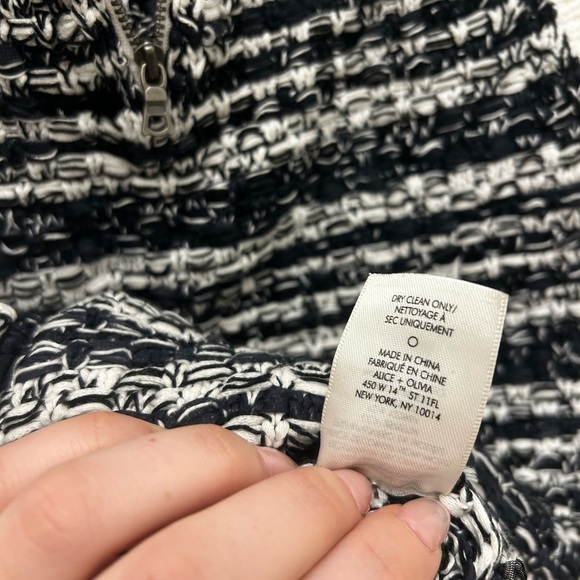 DRY CLEAN ONLY/
NETTOYAGE À
SEC UNIQUEMENT
MADE IN CHINA
FABRIQUÉ EN CHINE
ALICE + OLIVIA
450 W 14TH ST 11FL
NEW YORK, NY 10014